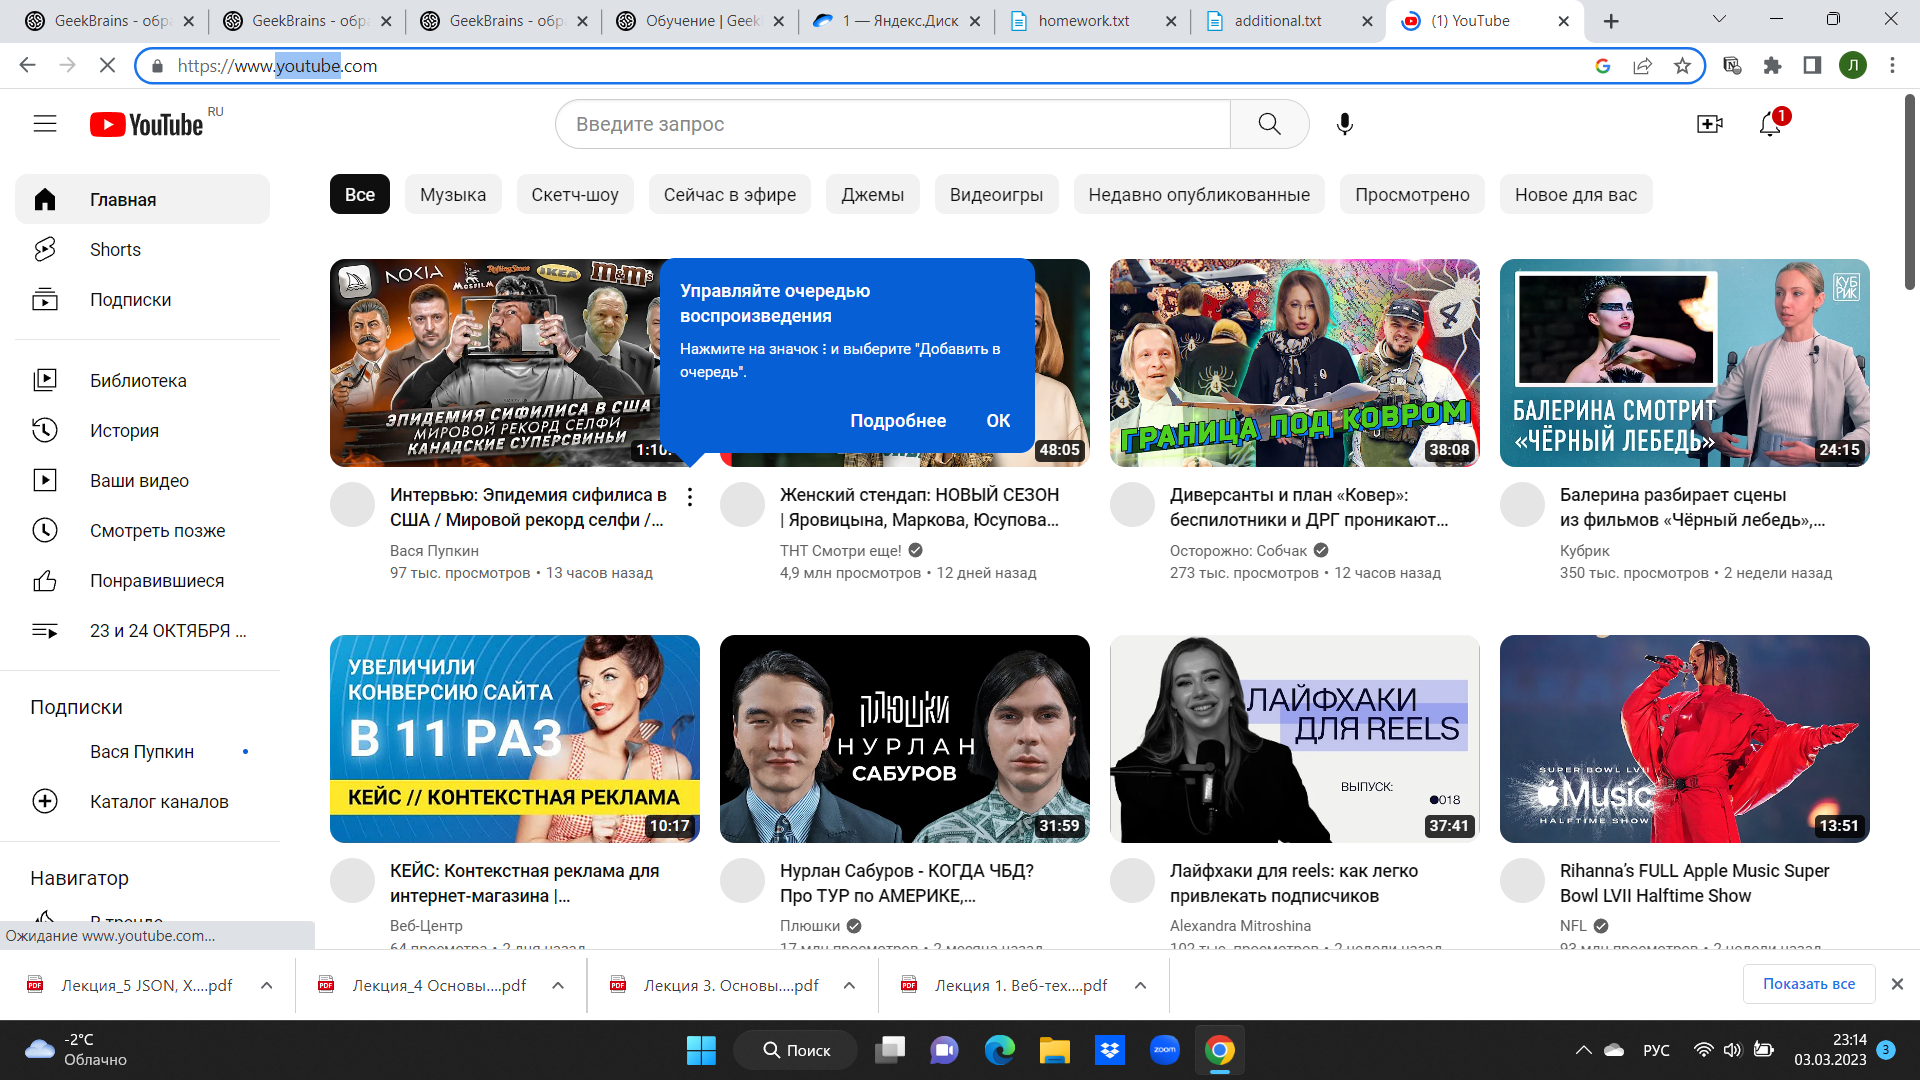 GeekBrains - обра
GeekBrains - обра
GeekBrains - обра
Обучение | GeekB
1 — Яндекс.Диск
homework.txt
additional.txt
(1) YouTube
https://www.youtube.com
Л
YouTube RU
Введите запрос
1
Главная
Shorts
Подписки
Библиотека
История
Ваши видео
Смотреть позже
Понравившиеся
23 и 24 ОКТЯБРЯ ...
Подписки
Вася Пупкин
Каталог каналов
Навигатор
В тренде
Ожидание www.youtube.com...
Все
Музыка
Скетч-шоу
Сейчас в эфире
Джемы
Видеоигры
Недавно опубликованные
Просмотрено
Новое для вас
NOKIA
MOSFILM
RollingStone
IKEA
m&m's
ЭПИДЕМИЯ СИФИЛИСА В США
МИРОВОЙ РЕКОРД СЕЛФИ
КАНАДСКИЕ СУПЕРСВИНЬИ
1:10:
Управляйте очередью
воспроизведения
Нажмите на значок ⋮ и выберите "Добавить в
очередь".
Подробнее
ОК
48:05
4
ГРАНИЦА ПОД КОВРОМ
38:08
КУБ
РИК
БАЛЕРИНА СМОТРИТ
«ЧЁРНЫЙ ЛЕБЕДЬ»
24:15
Интервью: Эпидемия сифилиса в
США / Мировой рекорд селфи /...
Вася Пупкин
97 тыс. просмотров • 13 часов назад
Женский стендап: НОВЫЙ СЕЗОН
| Яровицына, Маркова, Юсупова...
ТНТ Смотри еще!
4,9 млн просмотров • 12 дней назад
Диверсанты и план «Ковер»:
беспилотники и ДРГ проникают...
Осторожно: Собчак
273 тыс. просмотров • 12 часов назад
Балерина разбирает сцены
из фильмов «Чёрный лебедь»,...
Кубрик
350 тыс. просмотров • 2 недели назад
УВЕЛИЧИЛИ
КОНВЕРСИЮ САЙТА
В 11 РАЗ
КЕЙС // КОНТЕКСТНАЯ РЕКЛАМА
10:17
ПЛЮШКИ
НУРЛАН
САБУРОВ
31:59
ЛАЙФХАКИ
ДЛЯ REELS
ВЫПУСК:
018
37:41
SUPER BOWL LVII
Music
HALFTIME SHOW
13:51
КЕЙС: Контекстная реклама для
интернет-магазина |...
Веб-Центр
64 просмотра • 2 дня назад
Нурлан Сабуров - КОГДА ЧБД?
Про ТУР по АМЕРИКЕ,...
Плюшки
17 млн просмотров • 2 месяца назад
Лайфхаки для reels: как легко
привлекать подписчиков
Alexandra Mitroshina
102 тыс. просмотров • 2 недели назад
Rihanna's FULL Apple Music Super
Bowl LVII Halftime Show
NFL
93 млн просмотров • 2 недели назад
Лекция_5 JSON, X....pdf
Лекция_4 Основы....pdf
Лекция 3. Основы....pdf
Лекция 1. Веб-тех....pdf
Показать все
-2°C
Облачно
Поиск
zoom
РУС
23:14
03.03.2023
3